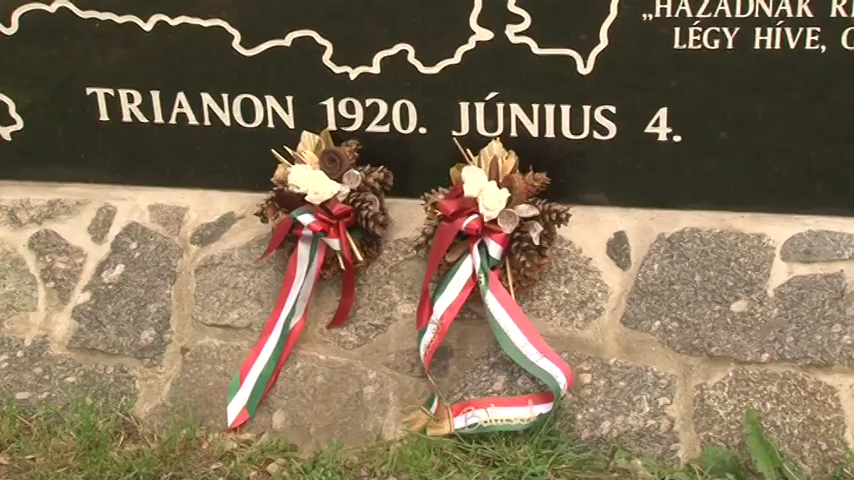 „HAZÁDNAK
LÉGY HÍVE,
TRIANON 1920. JÚNIUS 4.